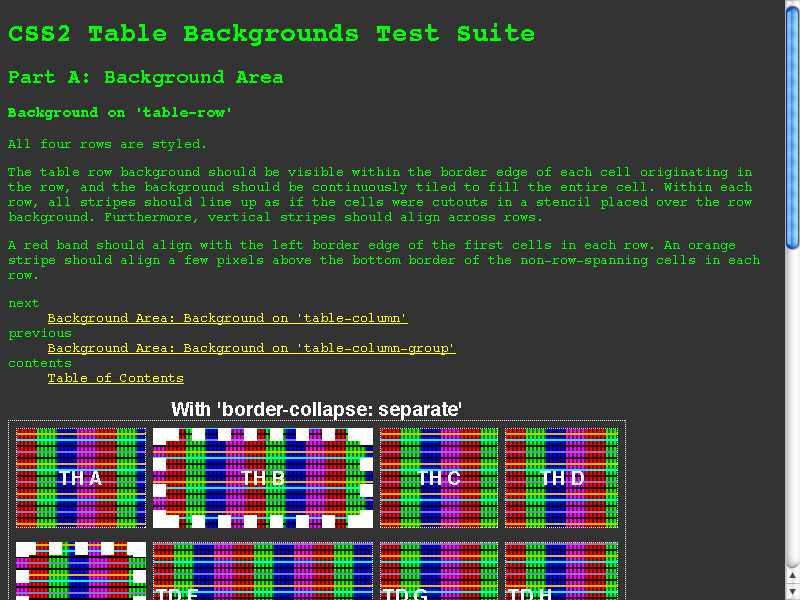 CSS2 Table Backgrounds Test Suite
Part A: Background Area
Background on 'table-row'
All four rows are styled.
The table row background should be visible within the border edge of each cell originating in
the row, and the background should be continuously tiled to fill the entire cell. Within each
row, all stripes should line up as if the cells were cutouts in a stencil placed over the row
background. Furthermore, vertical stripes should align across rows.
A red band should align with the left border edge of the first cells in each row. An orange
stripe should align a few pixels above the bottom border of the non-row-spanning cells in each
row.
next
Background Area: Background on 'table-column'
previous
Background Area: Background on 'table-column-group'
contents
Table of Contents
With 'border-collapse: separate'
TH A TH B TH C TH D
TD F TD G TD H